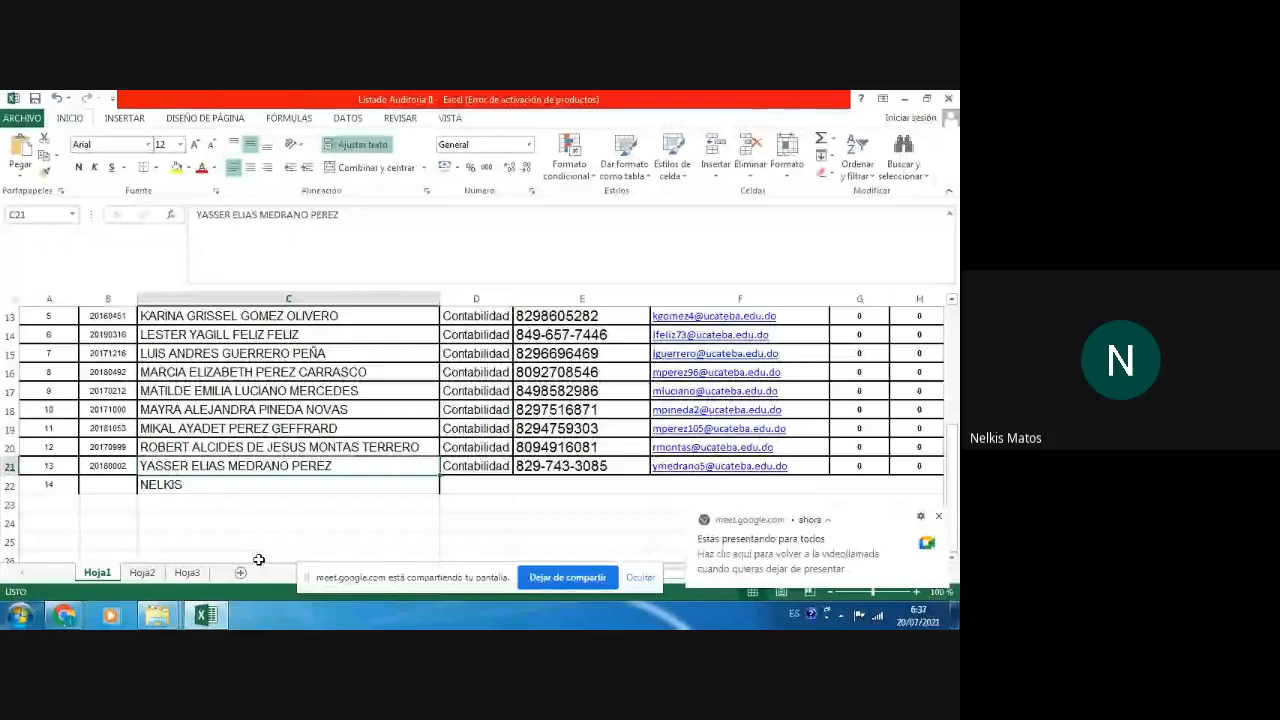 Listado Auditoria II - Excel (Error de activación de productos)
ARCHIVO INICIO INSERTAR DISEÑO DE PÁGINA FÓRMULAS DATOS REVISAR VISTA Iniciar sesión
Arial 12 Ajustar texto General
Pegar N K S Combinar y centrar % 000 Formato condicional Dar formato como tabla Estilos de celda Insertar Eliminar Formato Ordenar y filtrar Buscar y seleccionar
Portapapeles Fuente Alineación Número Estilos Celdas Modificar
C21 fx YASSER ELIAS MEDRANO PEREZ
A B C D E F G H
13 5 20160451 KARINA GRISSEL GOMEZ OLIVERO Contabilidad 8298605282 kgomez4@ucateba.edu.do 0 0
14 6 20190316 LESTER YAGILL FELIZ FELIZ Contabilidad 849-657-7446 lfeliz73@ucateba.edu.do 0 0
15 7 20171216 LUIS ANDRES GUERRERO PEÑA Contabilidad 8296696469 lguerrero@ucateba.edu.do 0 0
16 8 20180492 MARCIA ELIZABETH PEREZ CARRASCO Contabilidad 8092708546 mperez96@ucateba.edu.do 0 0
17 9 20170212 MATILDE EMILIA LUCIANO MERCEDES Contabilidad 8498582986 mluciano@ucateba.edu.do 0 0
18 10 20171000 MAYRA ALEJANDRA PINEDA NOVAS Contabilidad 8297516871 mpineda2@ucateba.edu.do 0 0
19 11 20181053 MIKAL AYADET PEREZ GEFFRARD Contabilidad 8294759303 mperez105@ucateba.edu.do 0 0
20 12 20170999 ROBERT ALCIDES DE JESUS MONTAS TERRERO Contabilidad 8094916081 rmontas@ucateba.edu.do 0 0
21 13 20180002 YASSER ELIAS MEDRANO PEREZ Contabilidad 829-743-3085 ymedrano5@ucateba.edu.do 0 0
22 14 NELKIS
23
24
25
26
meet.google.com • ahora
Estas presentando para todos
Haz clic aquí para volver a la videollamada
cuando quieras dejar de presentar...
Hoja1 Hoja2 Hoja3
meet.google.com está compartiendo tu pantalla. Dejar de compartir Ocultar
LISTO 100 %
ES 6:37
20/07/2021
N
Nelkis Matos